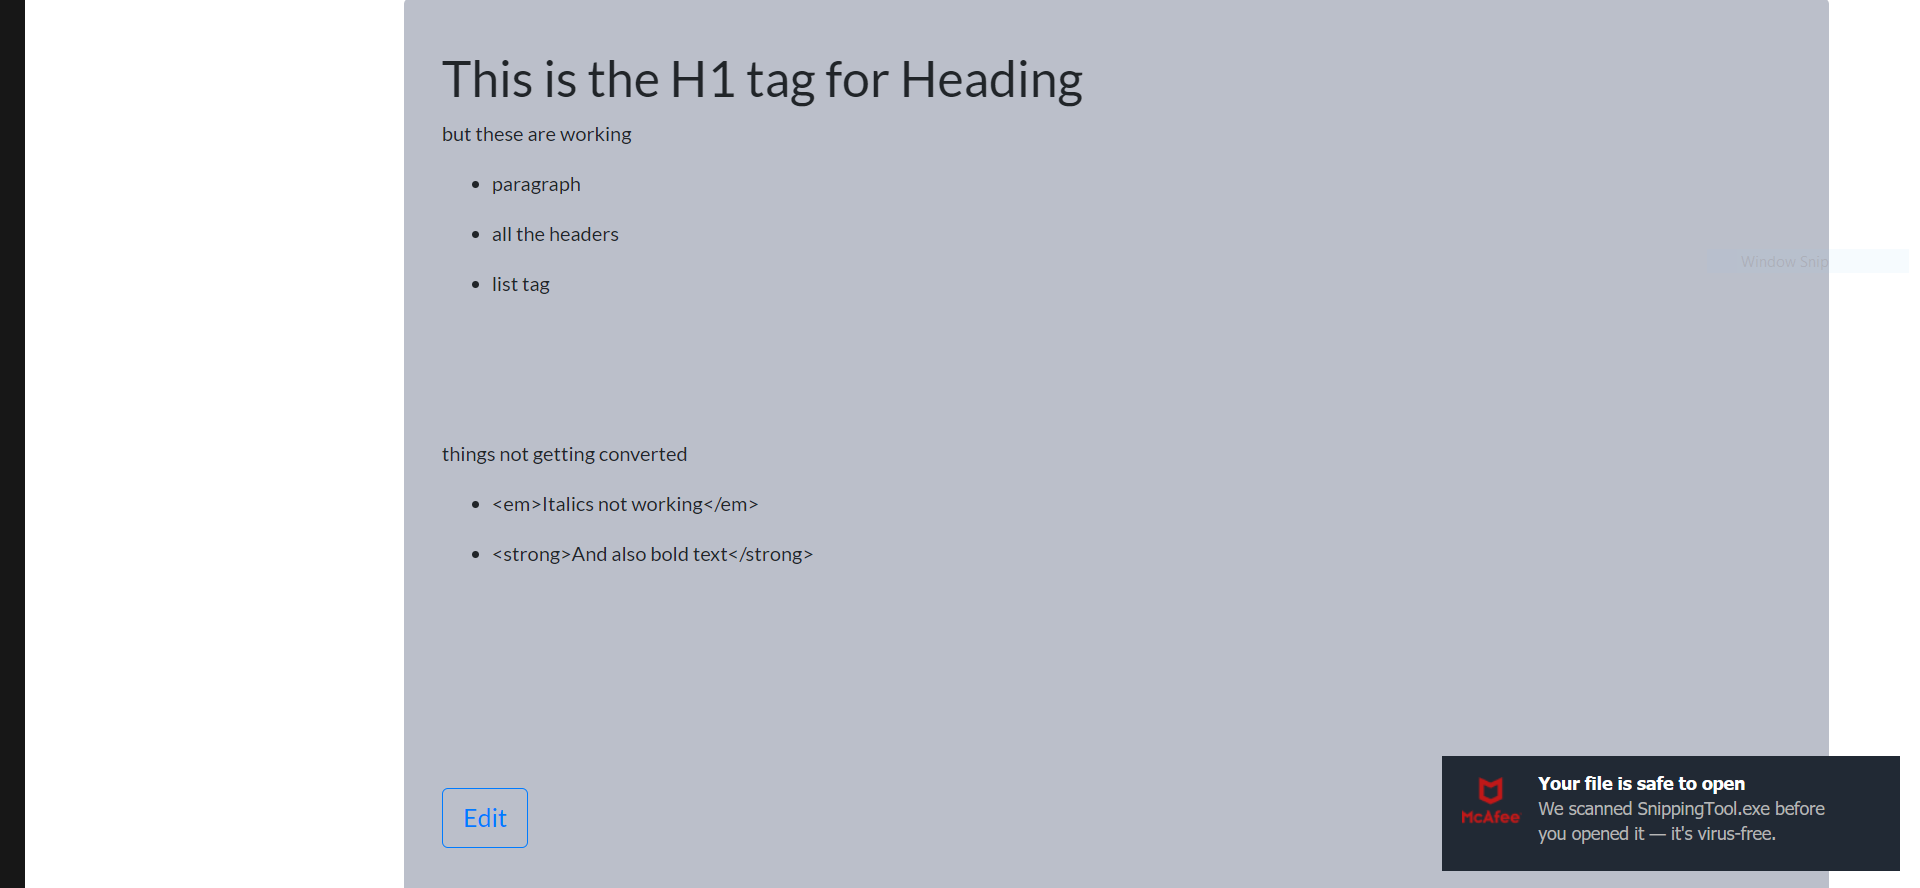 This is the H1 tag for Heading
but these are working
paragraph
all the headers
Window Snip
list tag
things not getting converted
<em>Italics not working</em>
<strong>And also bold text</strong>
Edit
Your file is safe to open
We scanned SnippingTool.exe before
you opened it — it's virus-free.
McAfee